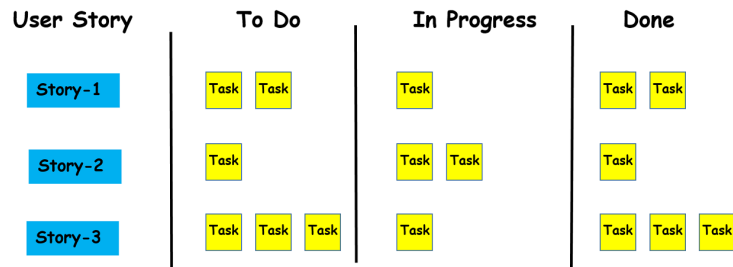 User Story To Do In Progress Done
Story-1 Task Task Task Task Task
Story-2 Task Task Task Task
Story-3 Task Task Task Task Task Task Task